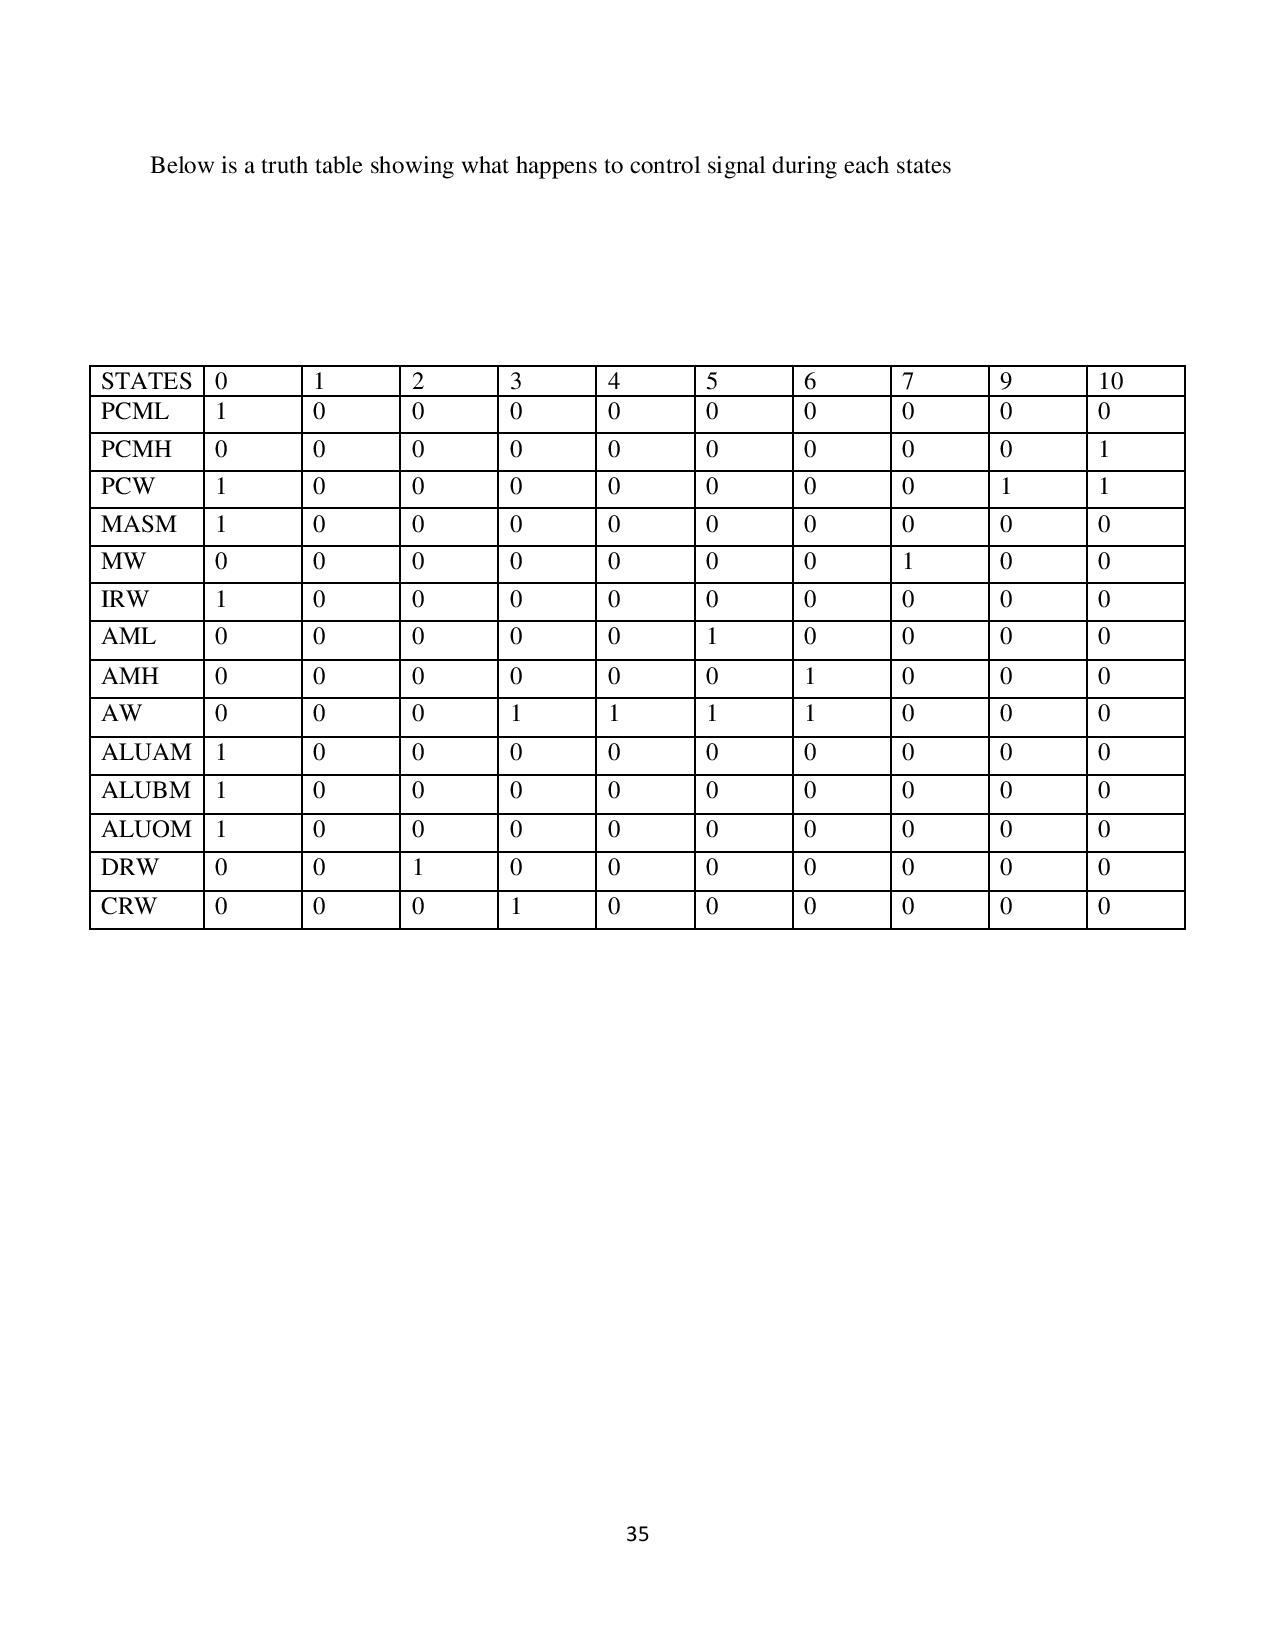 Below is a truth table showing what happens to control signal during each states
STATES 0 1 2 3 4 5 6 7 9 10
PCML 1 0 0 0 0 0 0 0 0 0
PCMH 0 0 0 0 0 0 0 0 0 1
PCW 1 0 0 0 0 0 0 0 1 1
MASM 1 0 0 0 0 0 0 0 0 0
MW 0 0 0 0 0 0 0 1 0 0
IRW 1 0 0 0 0 0 0 0 0 0
AML 0 0 0 0 0 1 0 0 0 0
AMH 0 0 0 0 0 0 1 0 0 0
AW 0 0 0 1 1 1 1 0 0 0
ALUAM 1 0 0 0 0 0 0 0 0 0
ALUBM 1 0 0 0 0 0 0 0 0 0
ALUOM 1 0 0 0 0 0 0 0 0 0
DRW 0 0 1 0 0 0 0 0 0 0
CRW 0 0 0 1 0 0 0 0 0 0
35